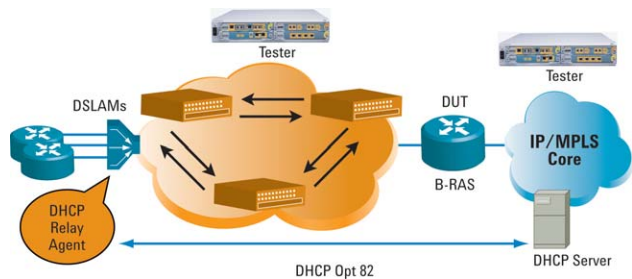 Tester
Tester
DSLAMs
DUT
IP/MPLS
Core
B-RAS
DHCP
Relay
Agent
DHCP Server
DHCP Opt 82